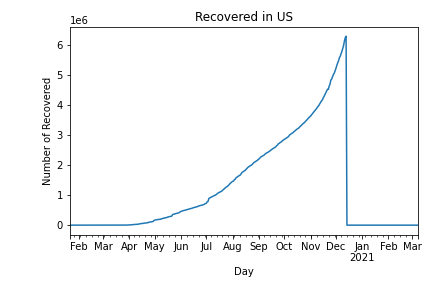 Recovered in US
1e6
6
5
4
3
2
1
0
Number of Recovered
Feb Mar Apr May Jun Jul Aug Sep Oct Nov Dec Jan Feb Mar
2021
Day